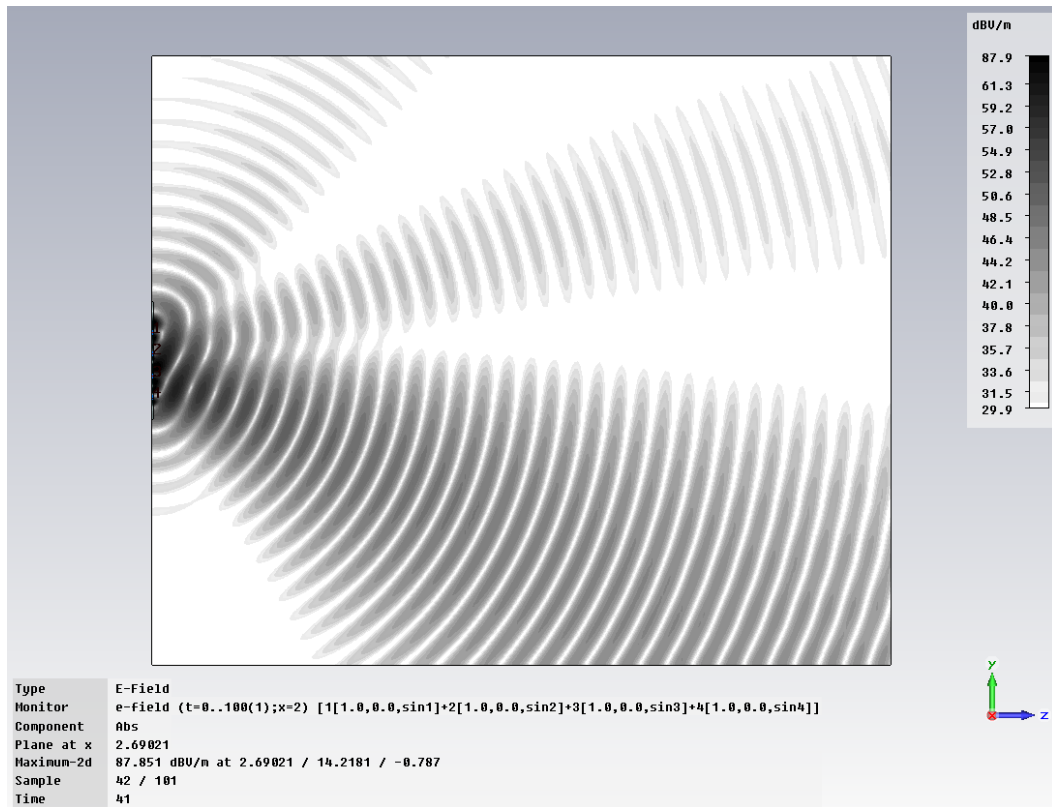 dBV/m
87.9
61.3
59.2
57.0
54.9
52.8
50.6
48.5
46.4
44.2
42.1
40.0
37.8
35.7
33.6
31.5
29.9
1
2
3
4
y
z
Type E-Field
Monitor e-field (t=0..100(1);x=2) [1[1.0,0.0,sin1]+2[1.0,0.0,sin2]+3[1.0,0.0,sin3]+4[1.0,0.0,sin4]]
Component Abs
Plane at x 2.69021
Maximum-2d 87.851 dBV/m at 2.69021 / 14.2181 / -0.787
Sample 42 / 101
Time 41